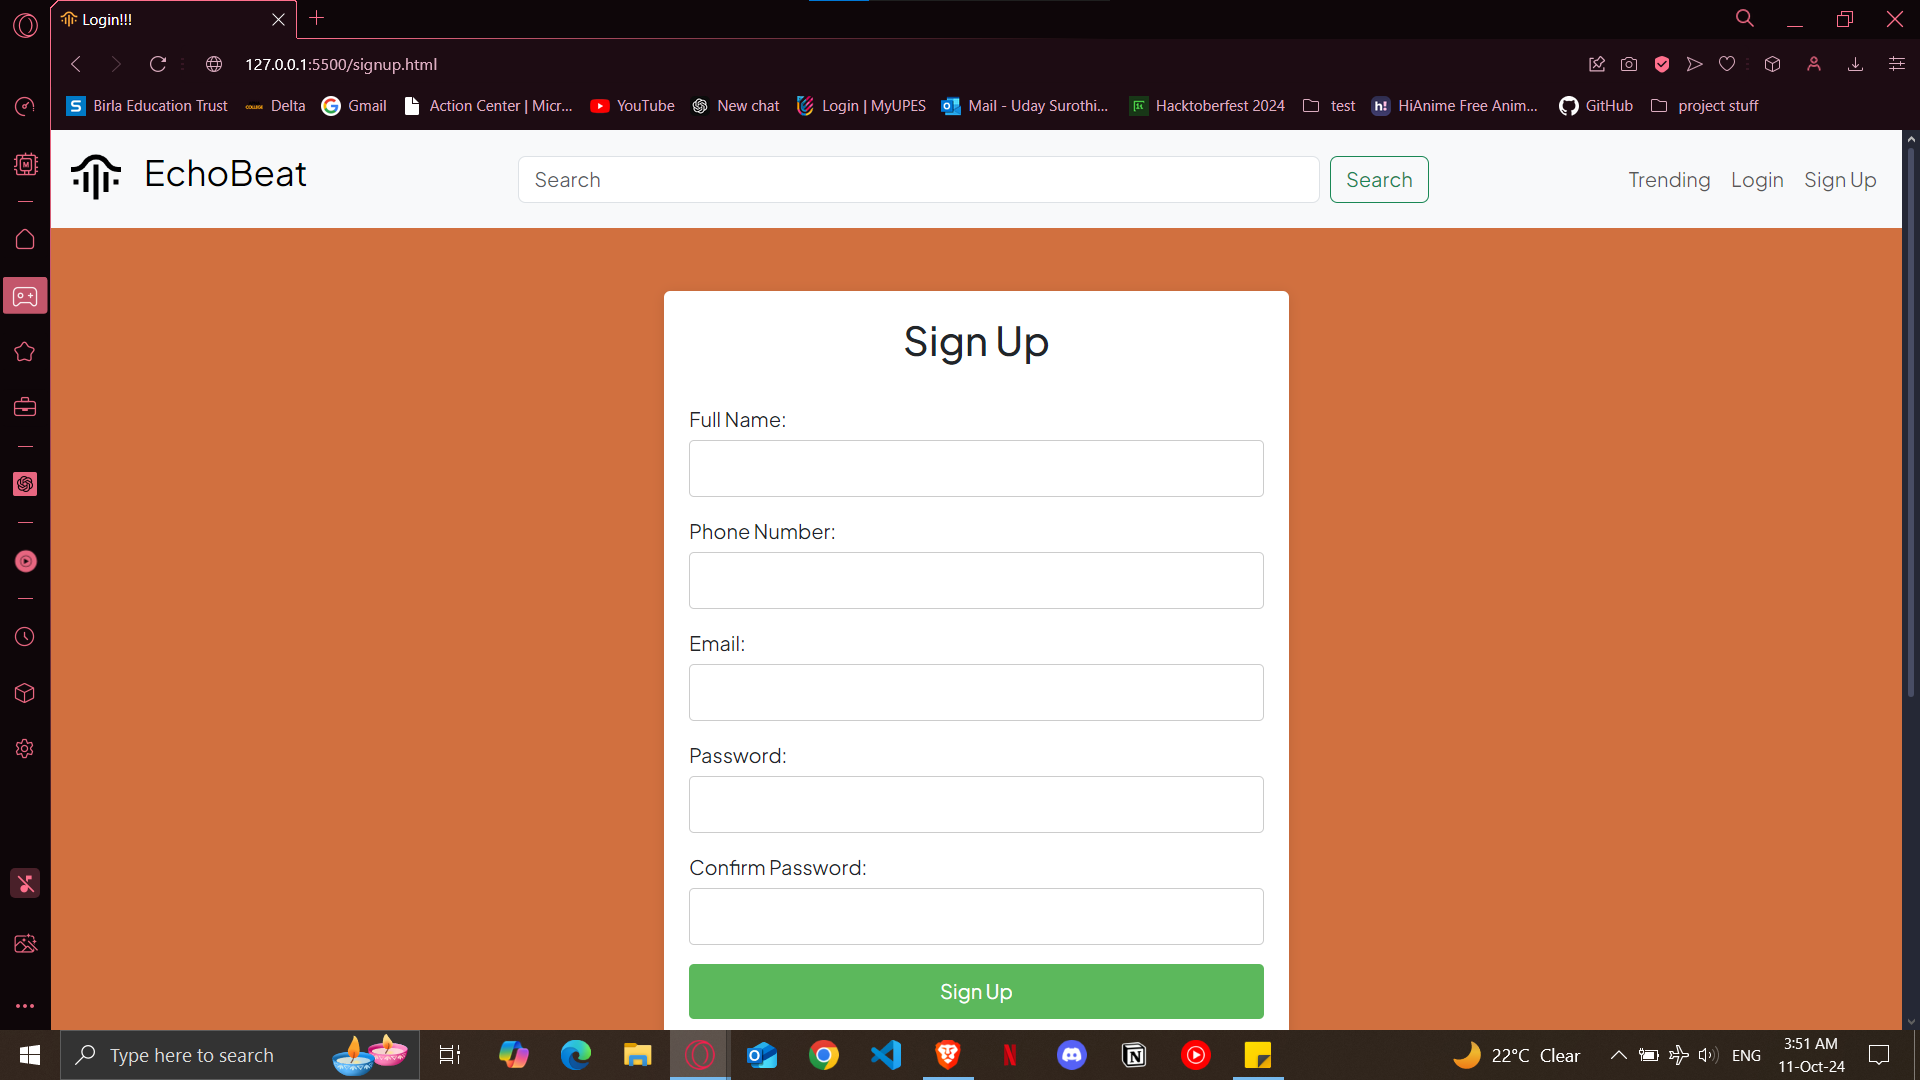 Login!!!
127.0.0.1:5500/signup.html
Birla Education Trust
Delta
Gmail
Action Center | Micr...
YouTube
New chat
Login | MyUPES
Mail - Uday Surothi...
Hacktoberfest 2024
test
HiAnime Free Anim...
GitHub
project stuff
EchoBeat
Search
Search
Trending
Login
Sign Up
Sign Up
Full Name:
Phone Number:
Email:
Password:
Confirm Password:
Sign Up
Type here to search
22°C Clear
ENG
3:51 AM
11-Oct-24